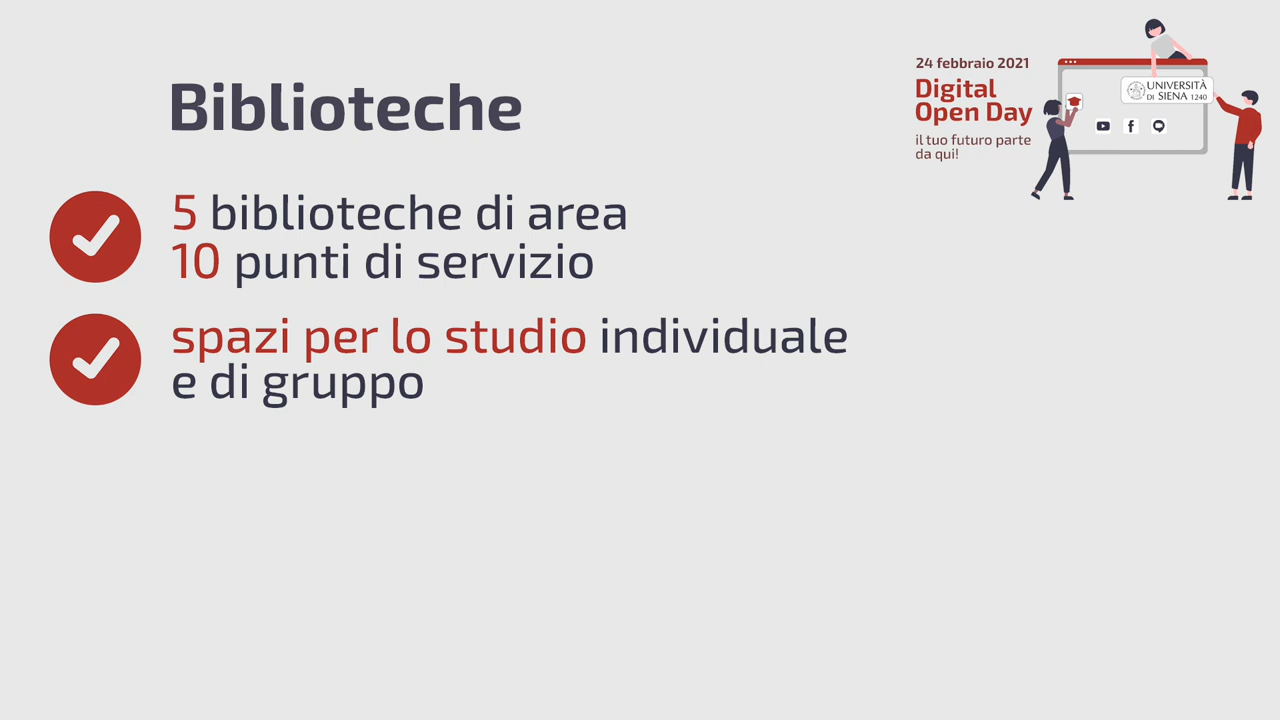 Biblioteche
5 biblioteche di area
10 punti di servizio
spazi per lo studio individuale
e di gruppo
24 febbraio 2021
Digital
Open Day
il tuo futuro parte
da qui!
UNIVERSITÀ
DI SIENA 1240